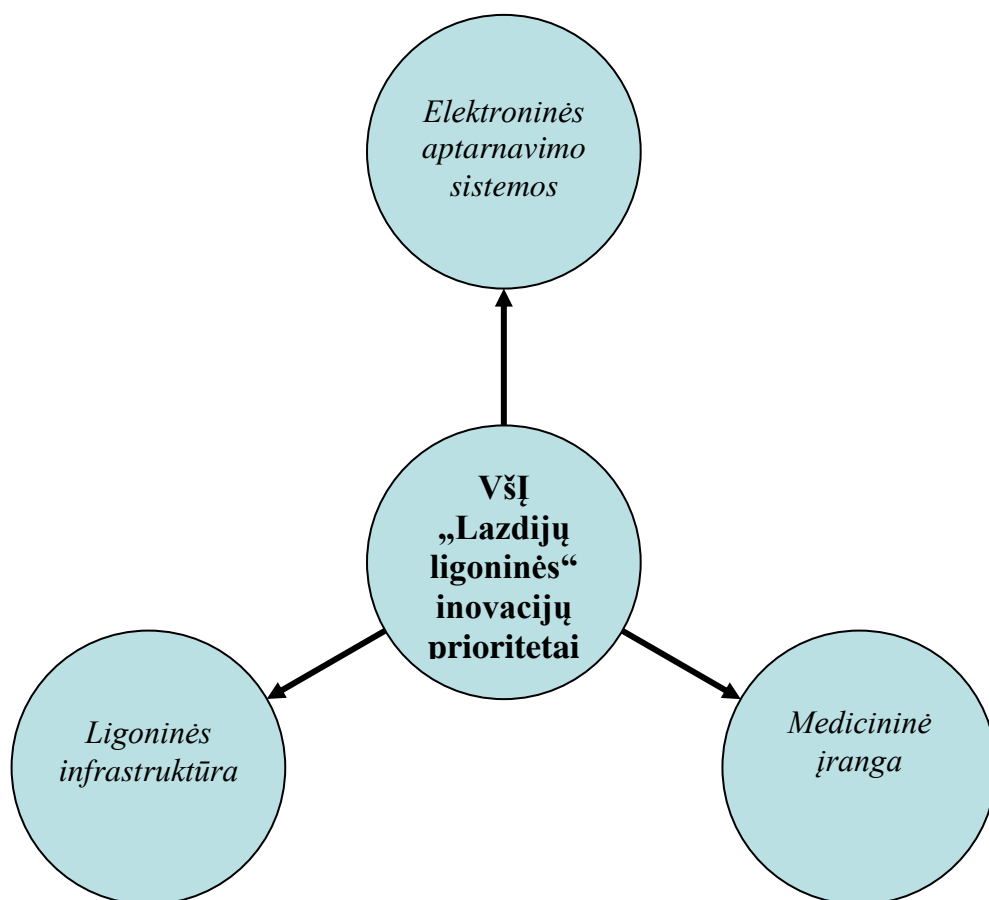 Elektroninės
aptarnavimo
sistemos
VšĮ
„Lazdijų
ligoninės“
inovacijų
prioritetai
Ligoninės
infrastruktūra
Medicininė
įranga